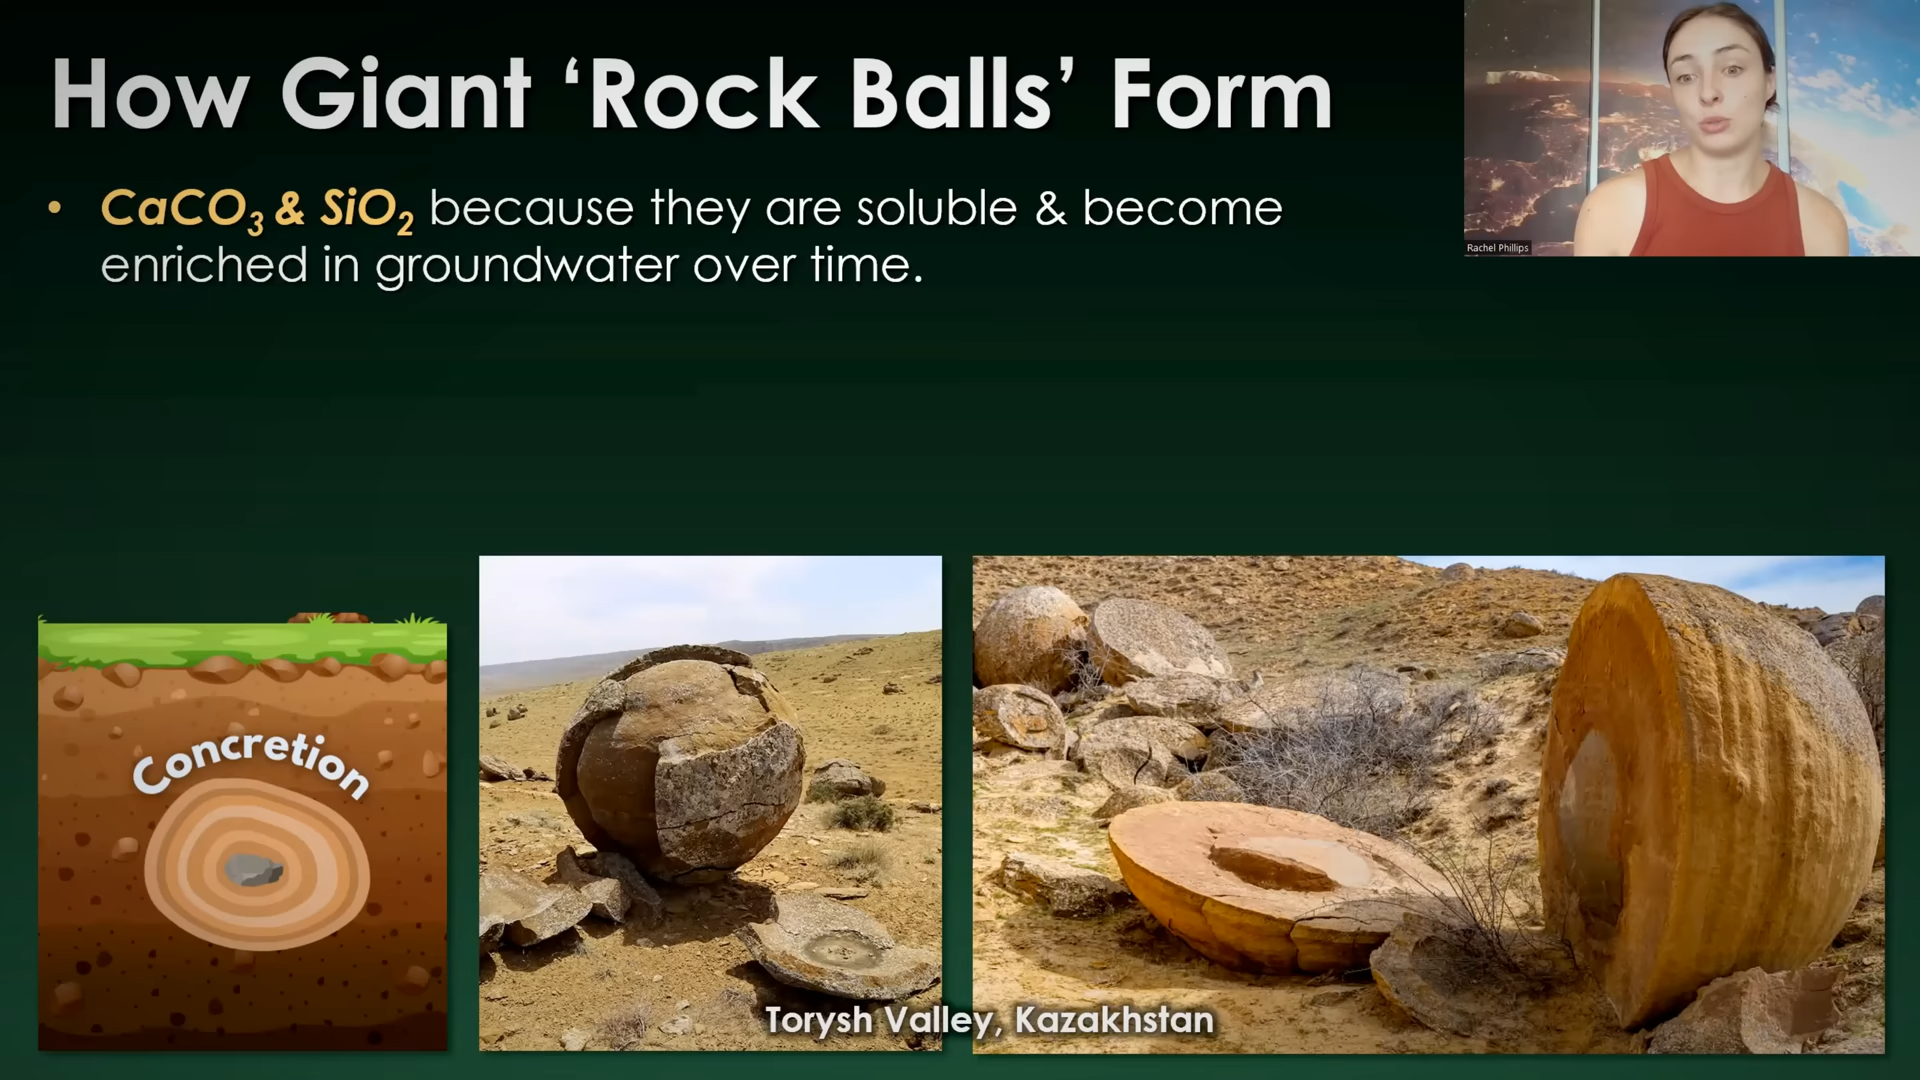 How Giant ‘Rock Balls’ Form
Rachel Phillips
• CaCO₃ & SiO₂ because they are soluble & become
enriched in groundwater over time.
Concretion
Torysh Valley, Kazakhstan